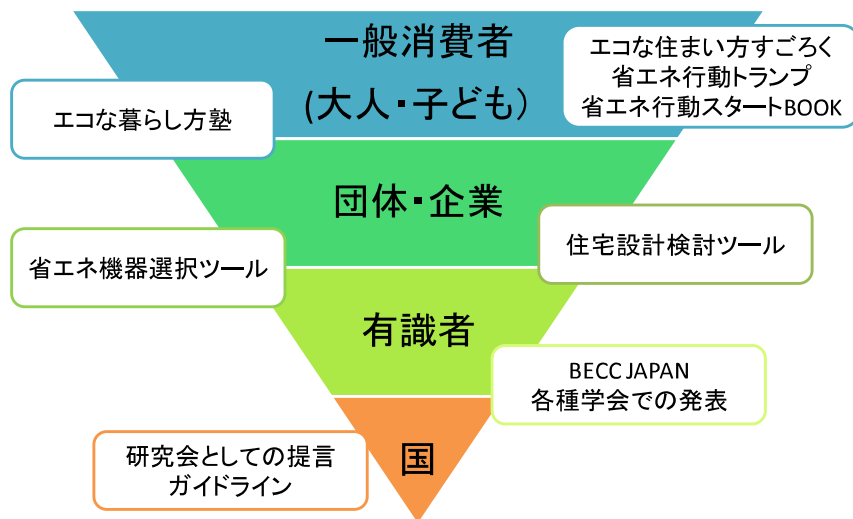 一般消費者
(大人・子ども）
エコな住まい方すごろく
省エネ行動トランプ
省エネ行動スタートBOOK
エコな暮らし方塾
団体・企業
省エネ機器選択ツール
住宅設計検討ツール
有識者
BECC JAPAN
各種学会での発表
国
研究会としての提言
ガイドライン